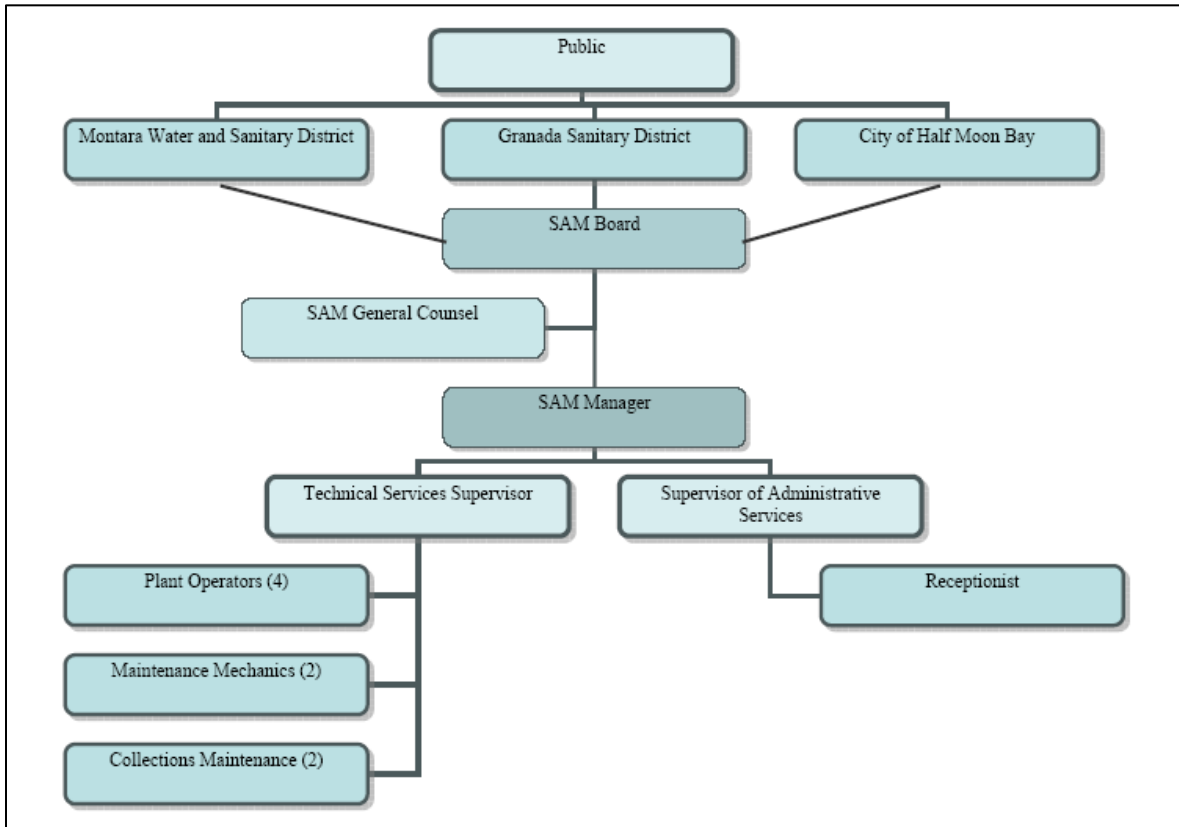 Public
Montara Water and Sanitary District
Granada Sanitary District
City of Half Moon Bay
SAM Board
SAM General Counsel
SAM Manager
Technical Services Supervisor
Supervisor of Administrative
Services
Plant Operators (4)
Receptionist
Maintenance Mechanics (2)
Collections Maintenance (2)